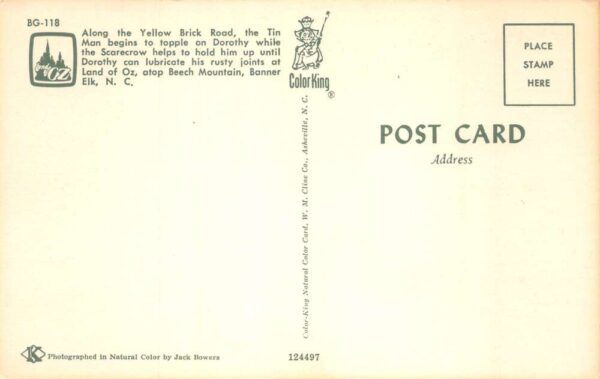 BG-118
Along the Yellow Brick Road, the Tin
Man begins to topple on Dorothy while
the Scarecrow helps to hold him up until
Dorothy can lubricate his rusty joints at
Land of Oz, atop Beech Mountain, Banner
Elk, N. C.
Land of OZ
ColorKing®
PLACE
STAMP
HERE
POST CARD
Address
Color-King Natural Color Card, W. M. Cline Co., Asheville, N. C.
K Photographed in Natural Color by Jack Bowers
124497